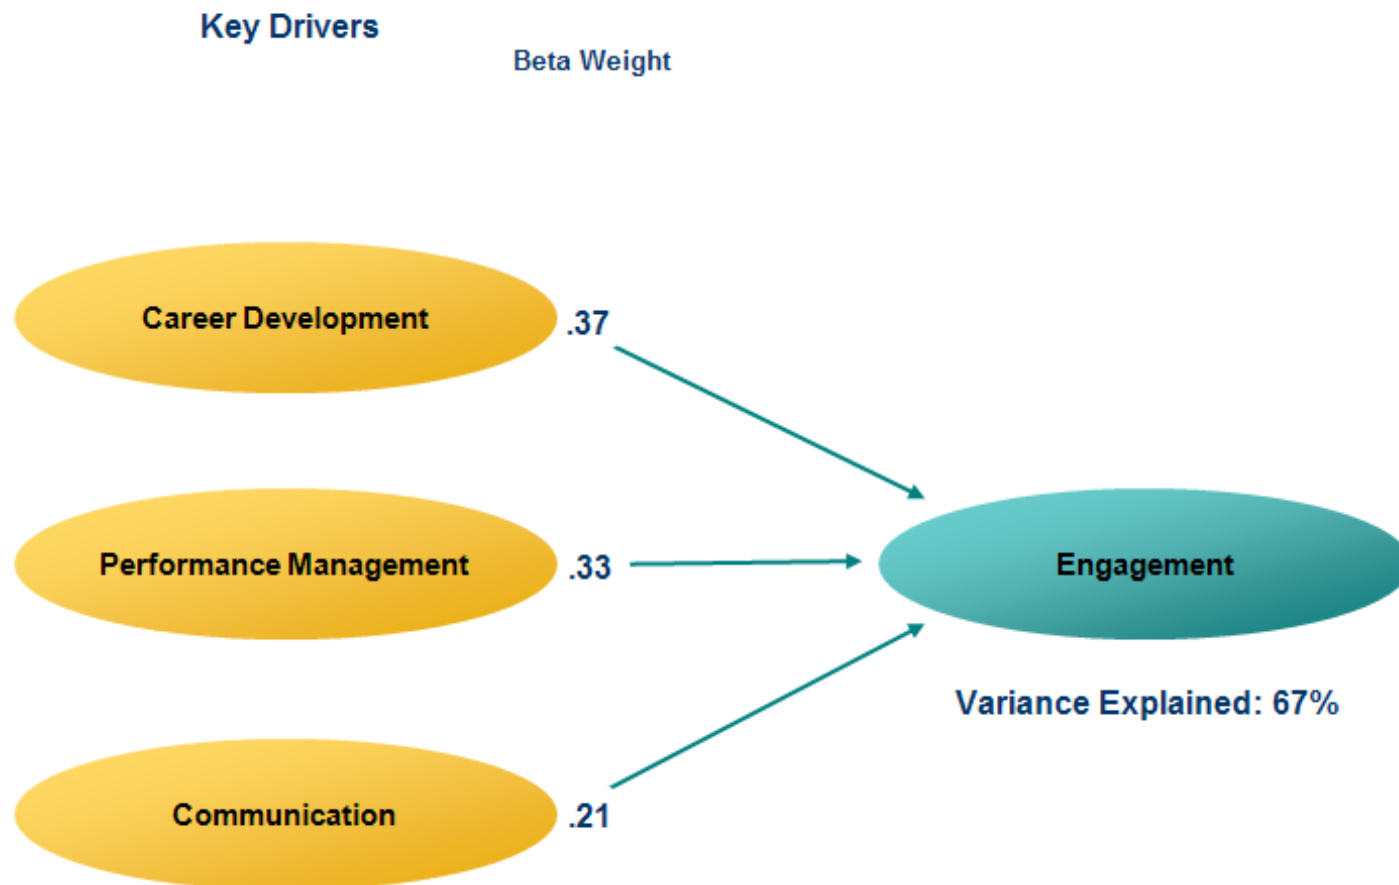 Key Drivers
Beta Weight
Career Development
.37
Performance Management
.33
Engagement
Variance Explained: 67%
Communication
.21